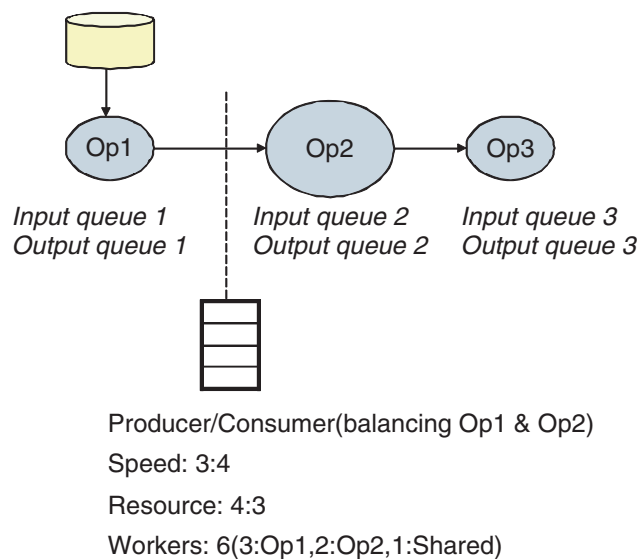 Op1
Op2
Op3
Input queue 1
Output queue 1
Input queue 2
Output queue 2
Input queue 3
Output queue 3
Producer/Consumer(balancing Op1 & Op2)
Speed: 3:4
Resource: 4:3
Workers: 6(3:Op1,2:Op2,1:Shared)